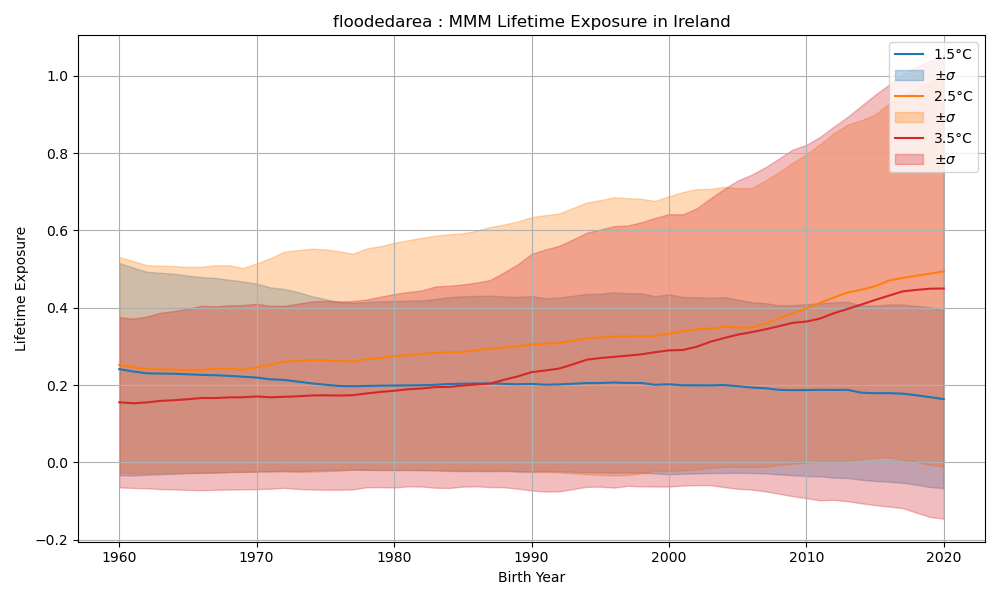 floodedarea : MMM Lifetime Exposure in Ireland
1.5°C
±σ
2.5°C
±σ
3.5°C
±σ
Lifetime Exposure
1.0
0.8
0.6
0.4
0.2
0.0
−0.2
1960 1970 1980 1990 2000 2010 2020
Birth Year